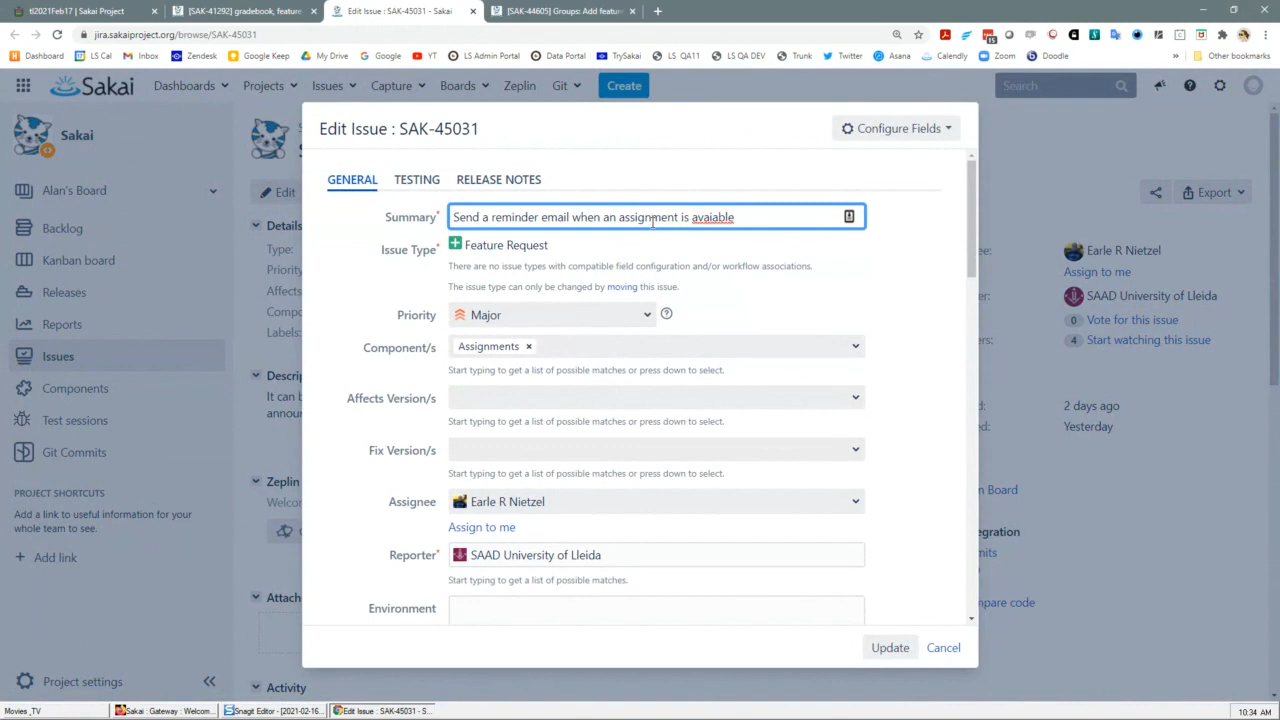 tl2021Feb17 | Sakai Project
[SAK-41292] gradebook, feature
Edit Issue : SAK-45031 - Sakai
[SAK-44605] Groups: Add featur
jira.sakaiproject.org/browse/SAK-45031
Dashboard LS Cal Inbox Zendesk Google Keep My Drive Google YT LS Admin Portal Data Portal TrySakai LS QA11 LS QA DEV Trunk Twitter Asana Calendly Zoom Doodle » Other bookmarks
Sakai Dashboards Projects Issues Capture Boards Zeplin Git Create Search
Sakai
Alan's Board
Backlog
Kanban board
Releases
Reports
Issues
Components
Test sessions
Git Commits
PROJECT SHORTCUTS
Add a link to useful information for your
whole team to see.
+ Add link
Project settings
Edit
Details
Type:
Priority
Affects
Compo
Labels:
Descrip
It can b
annou
Zeplin
Welcom
Attach
Activity
Edit Issue : SAK-45031
Configure Fields
GENERAL TESTING RELEASE NOTES
Summary* Send a reminder email when an assignment is avaiable
Issue Type* Feature Request
There are no issue types with compatible field configuration and/or workflow associations.
The issue type can only be changed by moving this issue.
Priority Major
Component/s Assignments ×
Start typing to get a list of possible matches or press down to select.
Affects Version/s
Start typing to get a list of possible matches or press down to select.
Fix Version/s
Start typing to get a list of possible matches or press down to select.
Assignee Earle R Nietzel
Assign to me
Reporter* SAAD University of Lleida
Start typing to get a list of possible matches.
Environment
Update Cancel
Export
ee: Earle R Nietzel
Assign to me
er: SAAD University of Lleida
0 Vote for this issue
ers: 4 Start watching this issue
d: 2 days ago
ed: Yesterday
n Board
egration
mits
mpare code
Movies _TV
Sakai : Gateway : Welcom...
Snagit Editor - [2021-02-16...
Edit Issue : SAK-45031 - S...
10:34 AM